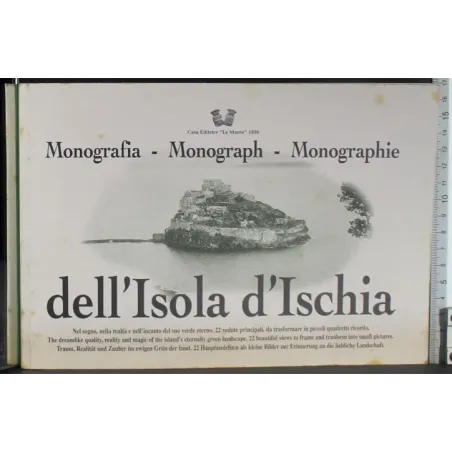 Casa Editrice "Le Muove" 1896
Monografia - Monograph - Monographie
dell'Isola d'Ischia
Nel sogno, nella realtà e nell'incanto del suo verde eterno, 22 vedute principali, da trasformare in piccoli quadretti ricordo.
The dreamlike quality, reality and magic of the island's eternally green landscape, 22 beautiful views to frame and trasform into small pictures.
Traum, Realität und Zauber im ewigen Grün der Insel, 22 Hauptansichten als kleine Bilder zur Erinnerung an die liebliche Landschaft.
15